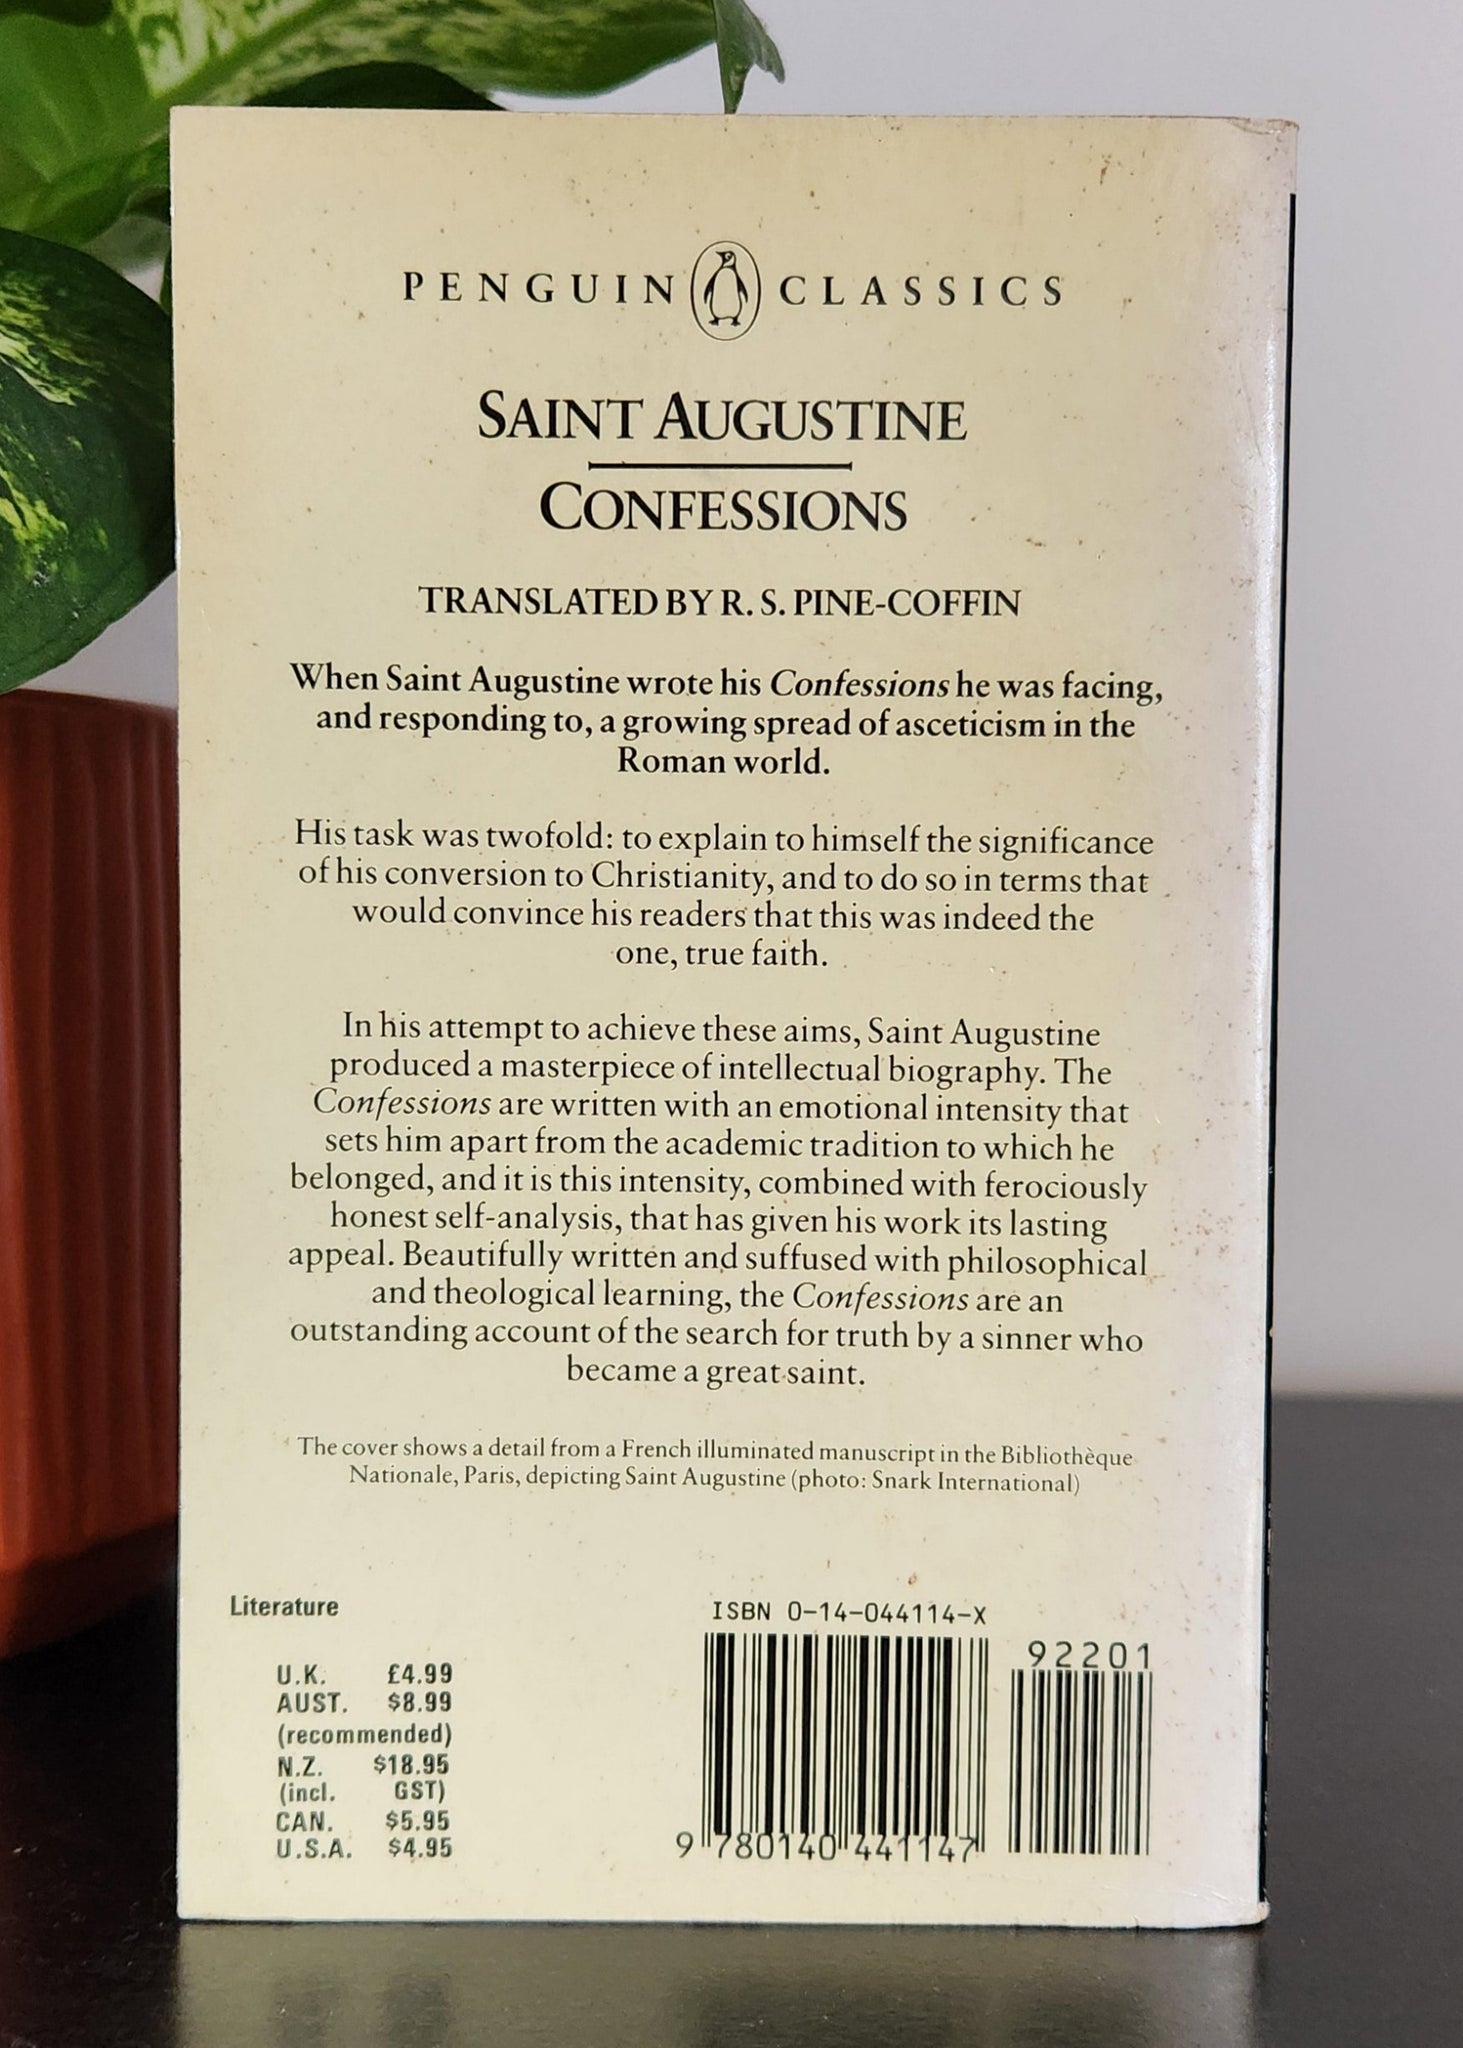 PENGUIN CLASSICS
SAINT AUGUSTINE
CONFESSIONS
TRANSLATED BY R. S. PINE-COFFIN
When Saint Augustine wrote his Confessions he was facing,
and responding to, a growing spread of asceticism in the
Roman world.
His task was twofold: to explain to himself the significance
of his conversion to Christianity, and to do so in terms that
would convince his readers that this was indeed the
one, true faith.
In his attempt to achieve these aims, Saint Augustine
produced a masterpiece of intellectual biography. The
Confessions are written with an emotional intensity that
sets him apart from the academic tradition to which he
belonged, and it is this intensity, combined with ferociously
honest self-analysis, that has given his work its lasting
appeal. Beautifully written and suffused with philosophical
and theological learning, the Confessions are an
outstanding account of the search for truth by a sinner who
became a great saint.
The cover shows a detail from a French illuminated manuscript in the Bibliothèque
Nationale, Paris, depicting Saint Augustine (photo: Snark International)
Literature
U.K. £4.99
AUST. $8.99
(recommended)
N.Z. $18.95
(incl. GST)
CAN. $5.95
U.S.A. $4.95
ISBN 0-14-044114-X
92201
9 780140 441147